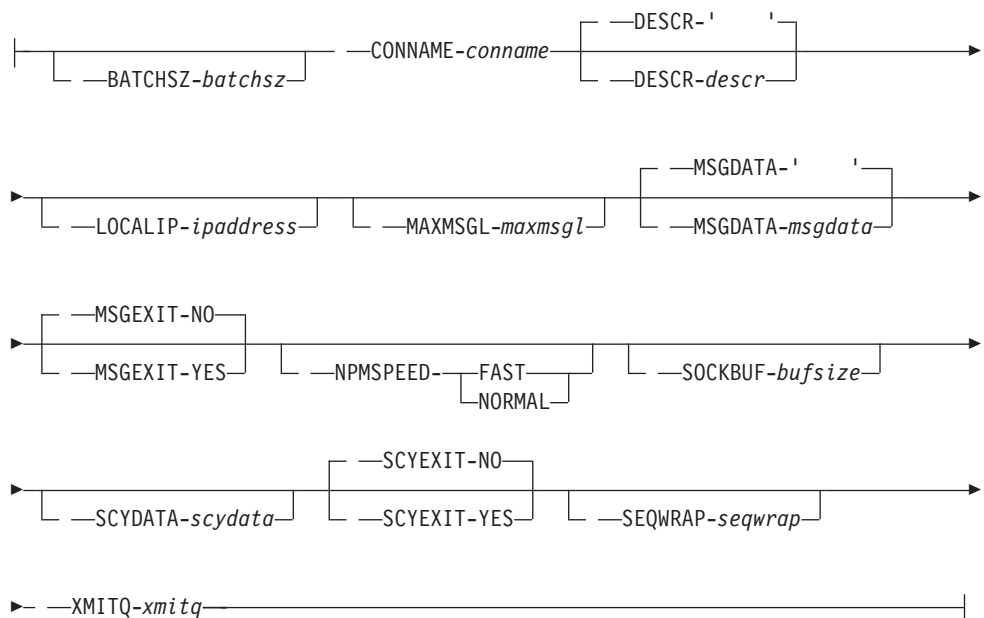 DESCR-' '
CONNAME-conname
BATCHSZ-batchsz
DESCR-descr
MSGDATA-' '
LOCALIP-ipaddress
MAXMSGL-maxmsgl
MSGDATA-msgdata
MSGEXIT-NO
MSGEXIT-YES
NPMSPEED-
FAST
NORMAL
SOCKBUF-bufsize
SCYEXIT-NO
SCYDATA-scydata
SCYEXIT-YES
SEQWRAP-seqwrap
XMITQ-xmitq